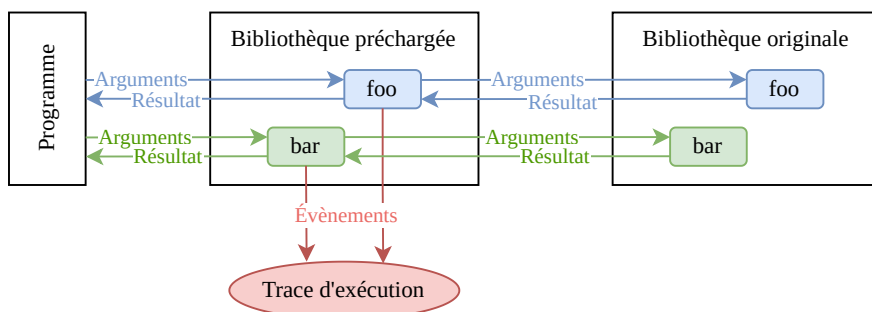 Programme
Bibliothèque préchargée
Bibliothèque originale
Arguments
foo
Arguments
foo
Résultat
Résultat
Arguments
bar
Arguments
bar
Résultat
Résultat
Évènements
Trace d'exécution